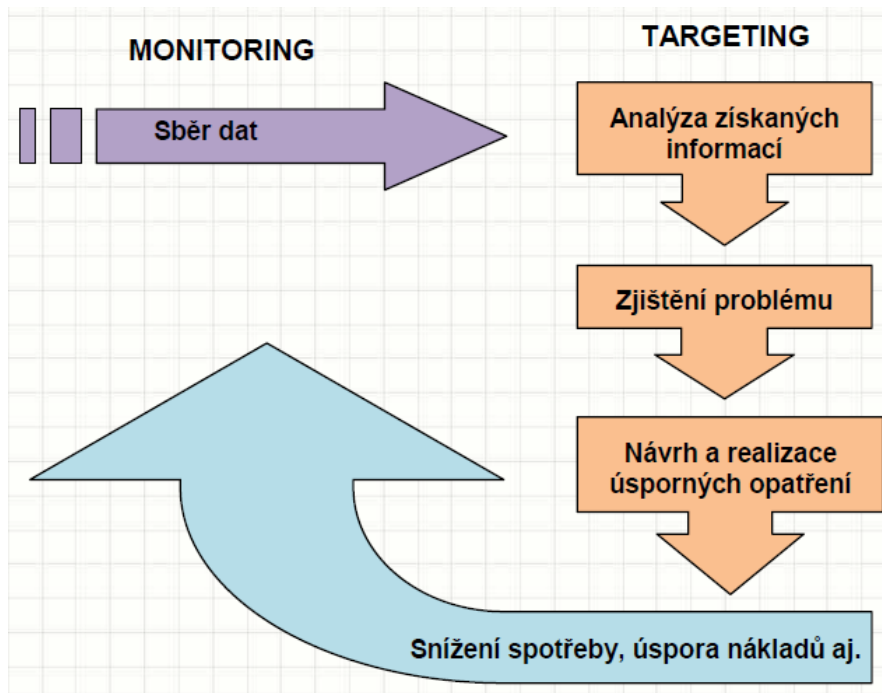 MONITORING
TARGETING
Sběr dat
Analýza získaných
informací
Zjištění problému
Návrh a realizace
úsporných opatření
Snížení spotřeby, úspora nákladů aj.